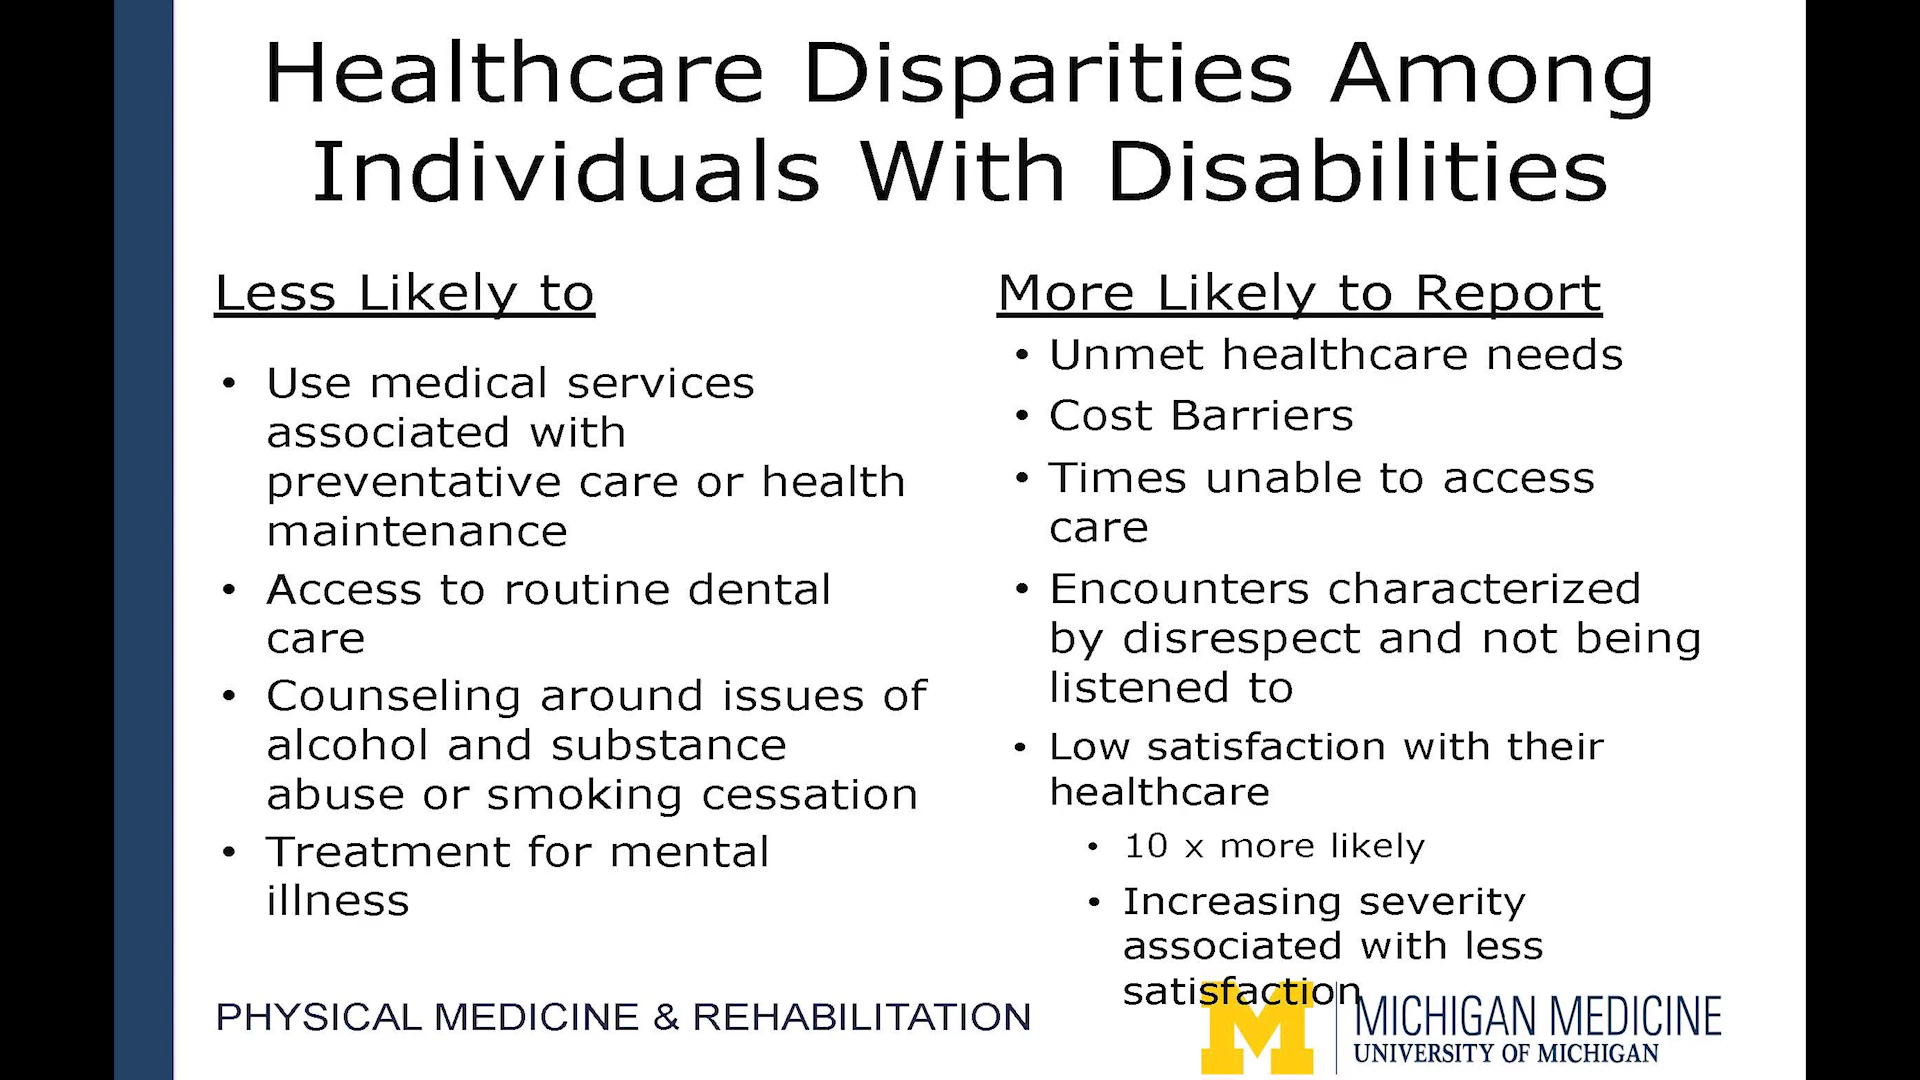 Healthcare Disparities Among
Individuals With Disabilities
Less Likely to
• Use medical services
associated with
preventative care or health
maintenance
• Access to routine dental
care
• Counseling around issues of
alcohol and substance
abuse or smoking cessation
• Treatment for mental
illness
More Likely to Report
• Unmet healthcare needs
• Cost Barriers
• Times unable to access
care
• Encounters characterized
by disrespect and not being
listened to
• Low satisfaction with their
healthcare
• 10 x more likely
• Increasing severity
associated with less
satisfaction
PHYSICAL MEDICINE & REHABILITATION
M
MICHIGAN MEDICINE
UNIVERSITY OF MICHIGAN